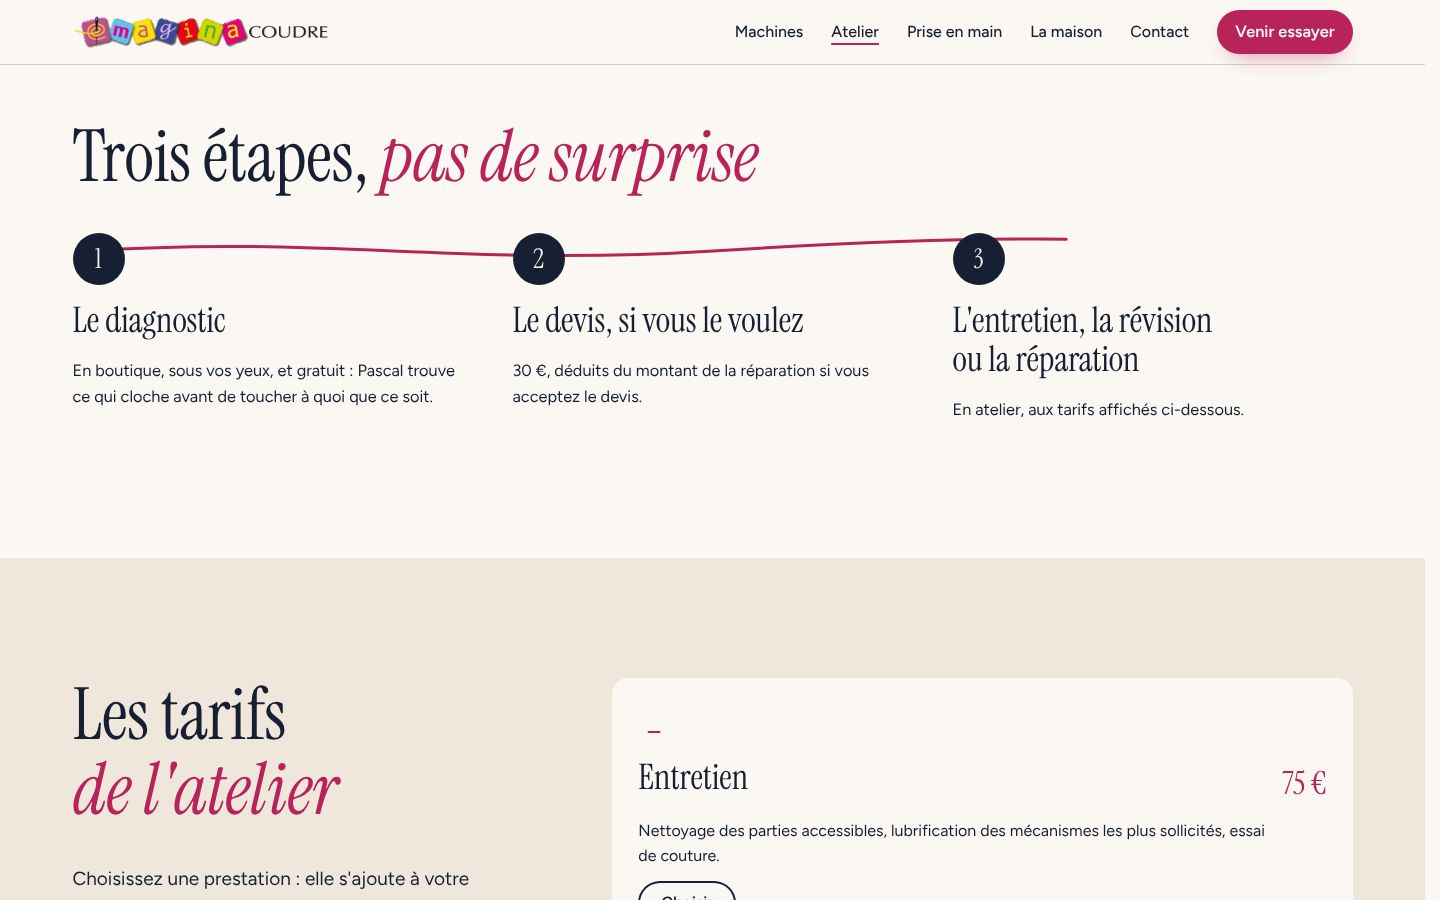 imagina COUDRE
Machines
Atelier
Prise en main
La maison
Contact
Venir essayer
Trois étapes, pas de surprise
1
2
3
Le diagnostic
En boutique, sous vos yeux, et gratuit : Pascal trouve
ce qui cloche avant de toucher à quoi que ce soit.
Le devis, si vous le voulez
30 €, déduits du montant de la réparation si vous
acceptez le devis.
L'entretien, la révision
ou la réparation
En atelier, aux tarifs affichés ci-dessous.
Les tarifs
de l'atelier
Choisissez une prestation : elle s'ajoute à votre
Entretien
75 €
Nettoyage des parties accessibles, lubrification des mécanismes les plus sollicités, essai
de couture.